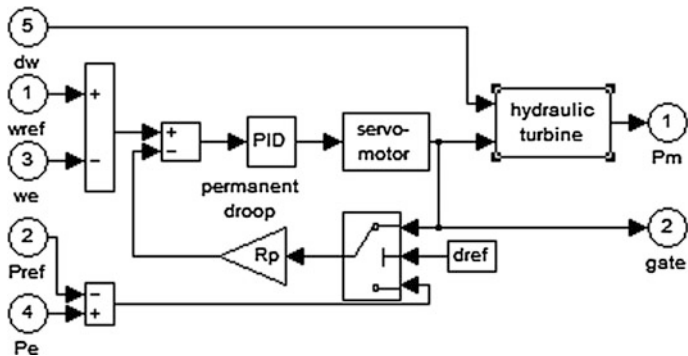 5
dw
1
wref
3
we
2
Pref
4
Pe
+
−
+
−
PID
servo-
motor
hydraulic
turbine
1
Pm
permanent
droop
Rp
dref
2
gate
−
+